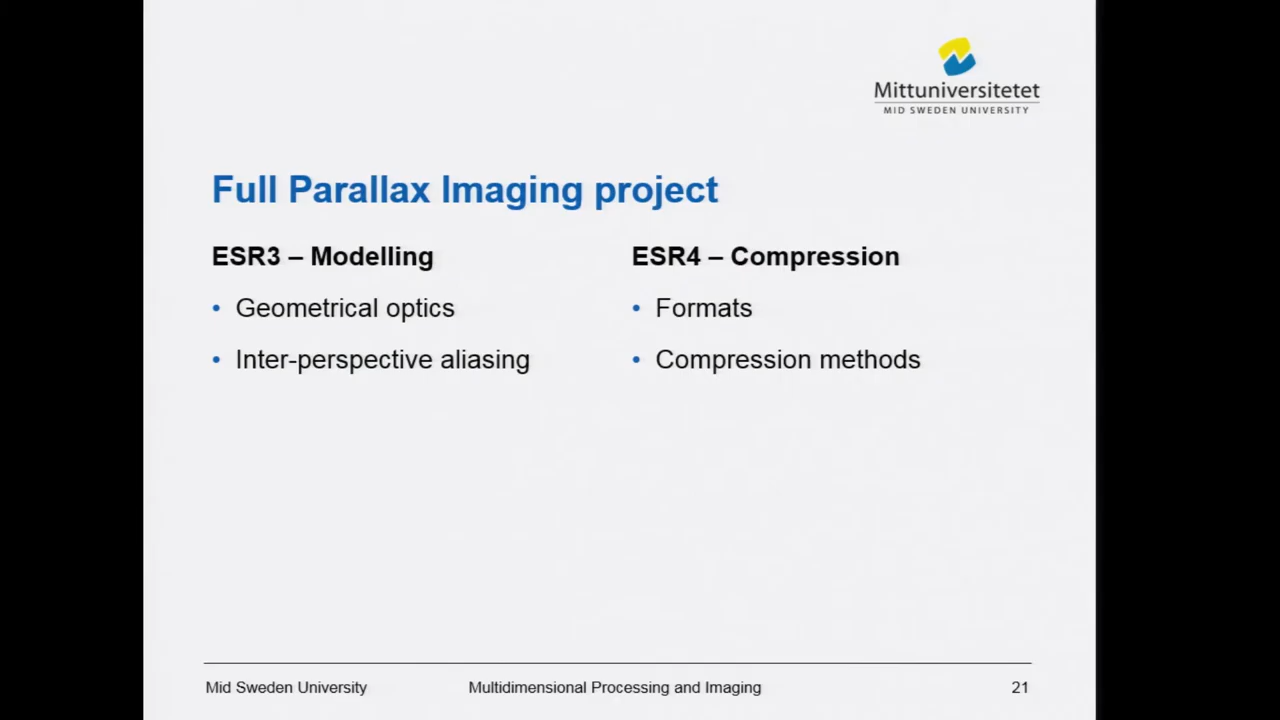 Mittuniversitetet
MID SWEDEN UNIVERSITY
Full Parallax Imaging project
ESR3 – Modelling
• Geometrical optics
• Inter-perspective aliasing
ESR4 – Compression
• Formats
• Compression methods
Mid Sweden University
Multidimensional Processing and Imaging
21